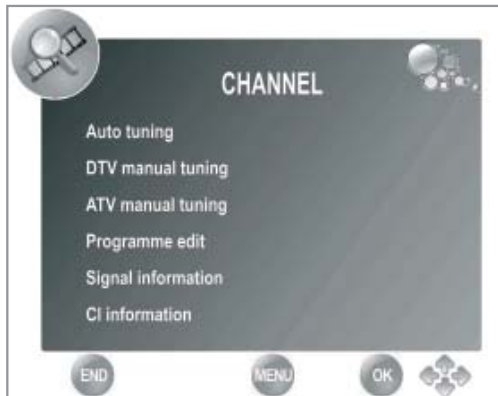 CHANNEL
Auto tuning
DTV manual tuning
ATV manual tuning
Programme edit
Signal information
CI information
END MENU OK